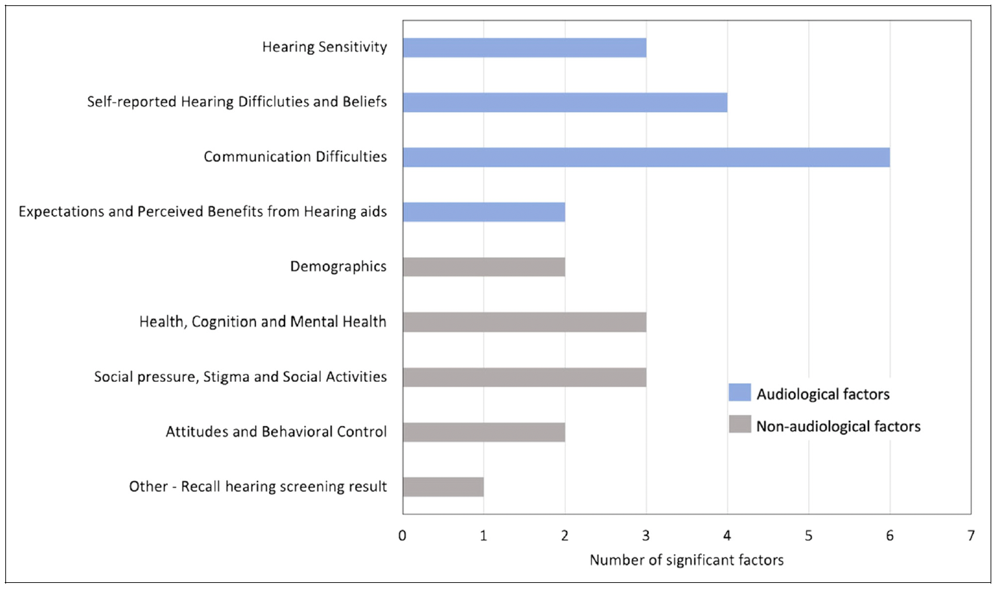 Hearing Sensitivity
Self-reported Hearing Difficluties and Beliefs
Communication Difficulties
Expectations and Perceived Benefits from Hearing aids
Demographics
Health, Cognition and Mental Health
Social pressure, Stigma and Social Activities
Attitudes and Behavioral Control
Other - Recall hearing screening result
Audiological factors
Non-audiological factors
0 1 2 3 4 5 6 7
Number of significant factors